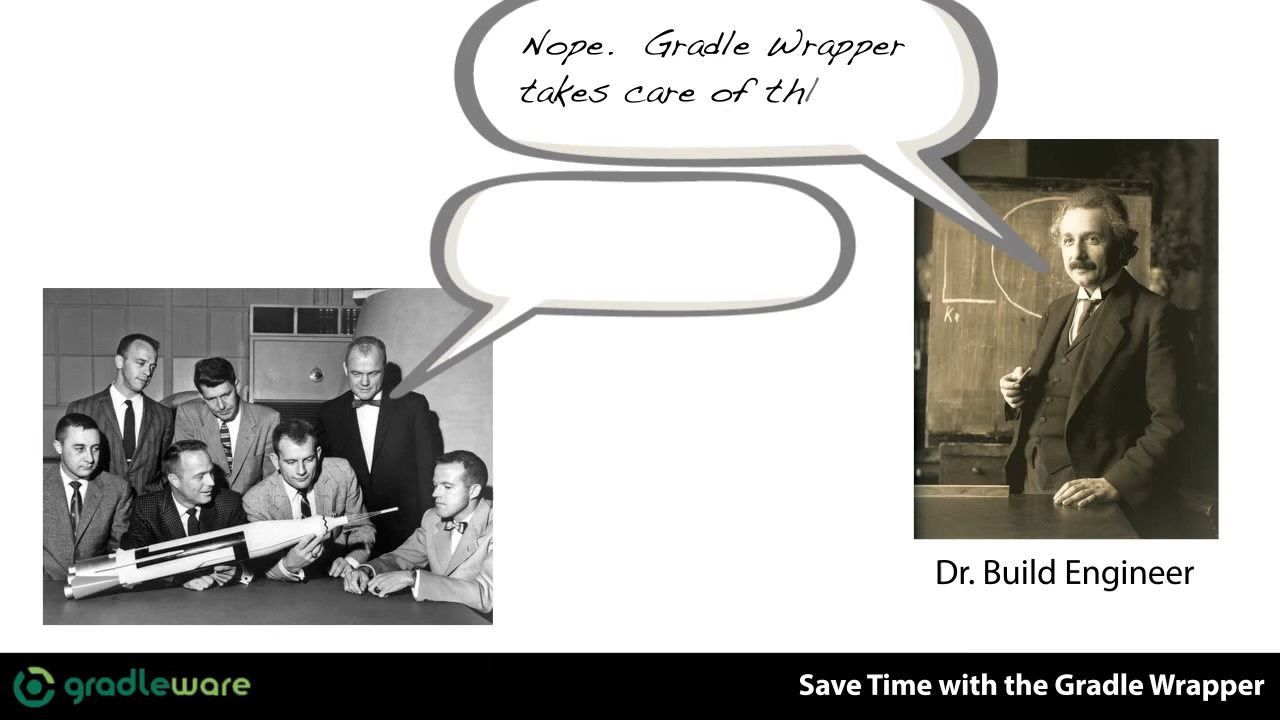 Nope. Gradle Wrapper
takes care of th
Dr. Build Engineer
gradleware
Save Time with the Gradle Wrapper